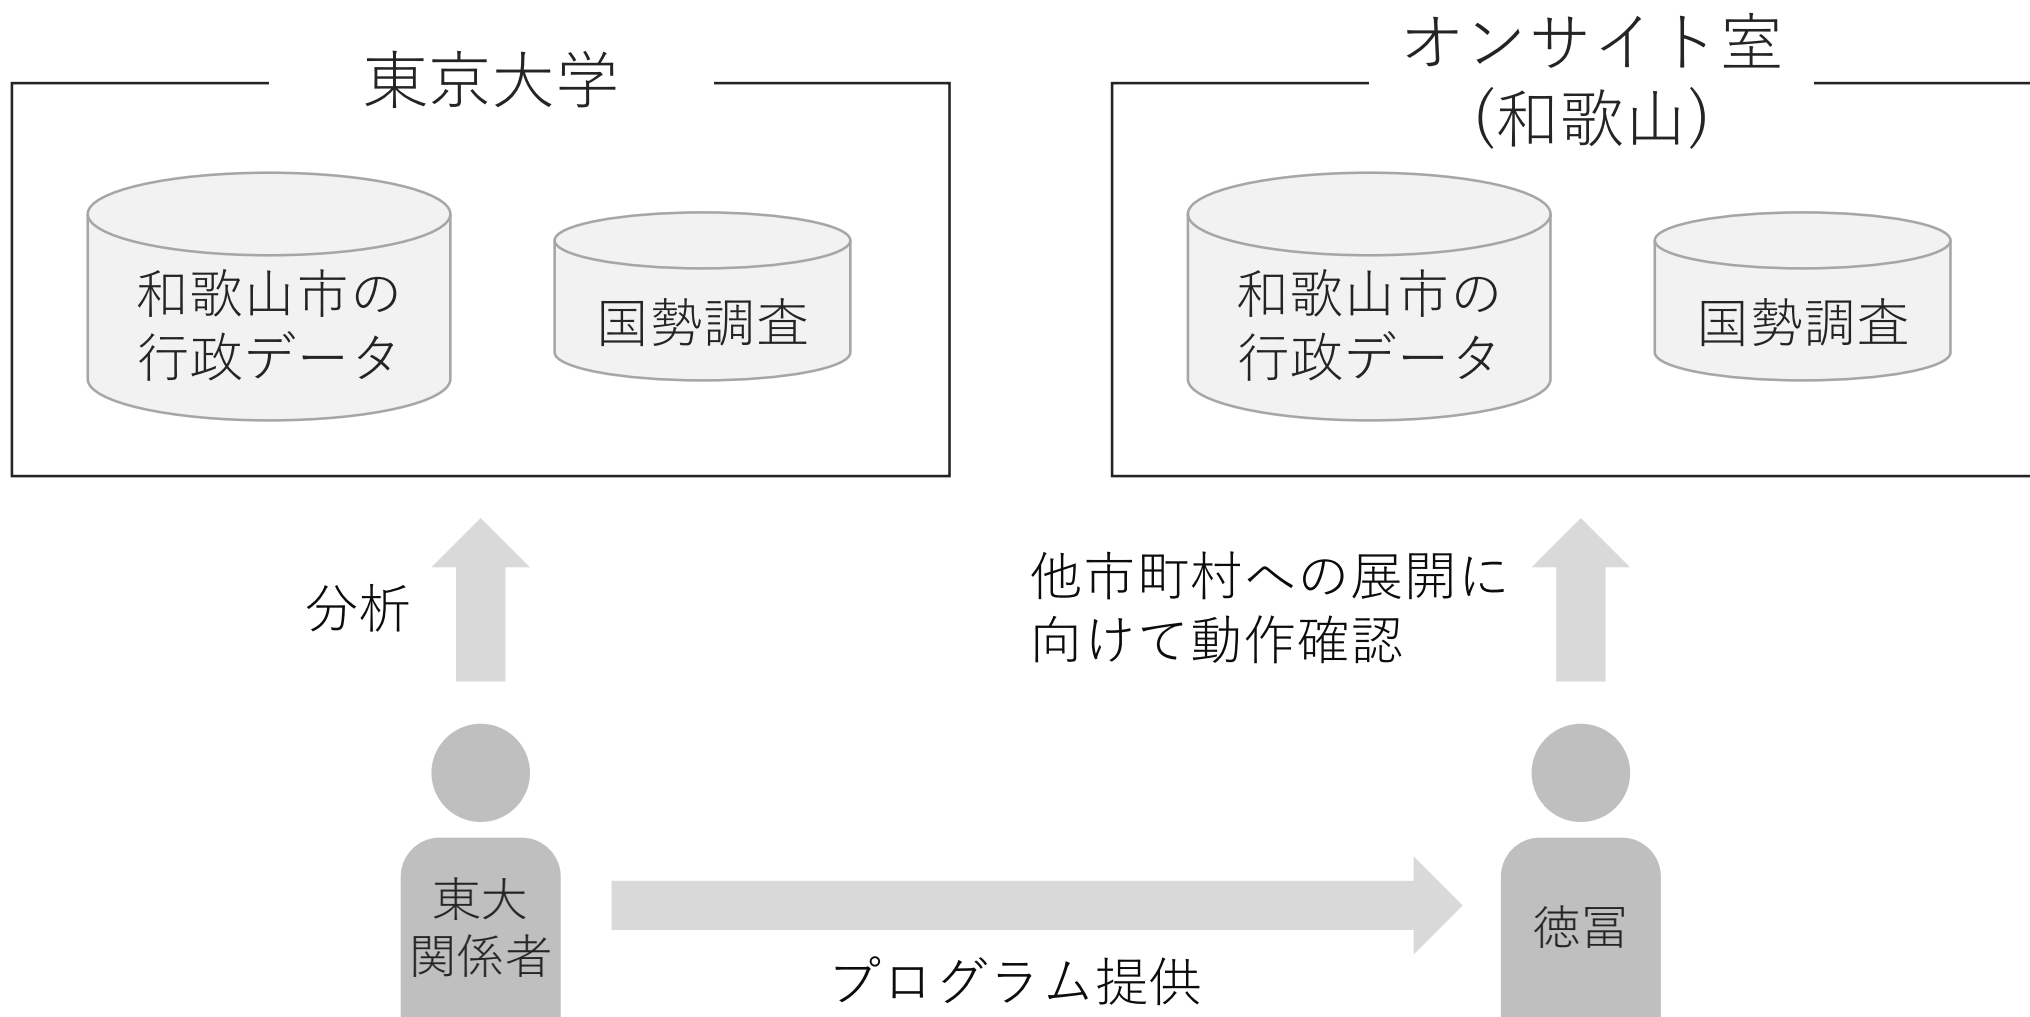 東京大学
和歌山市の
行政データ
国勢調査
オンサイト室
(和歌山)
和歌山市の
行政データ
国勢調査
分析
他市町村への展開に
向けて動作確認
東大
関係者
プログラム提供
徳冨